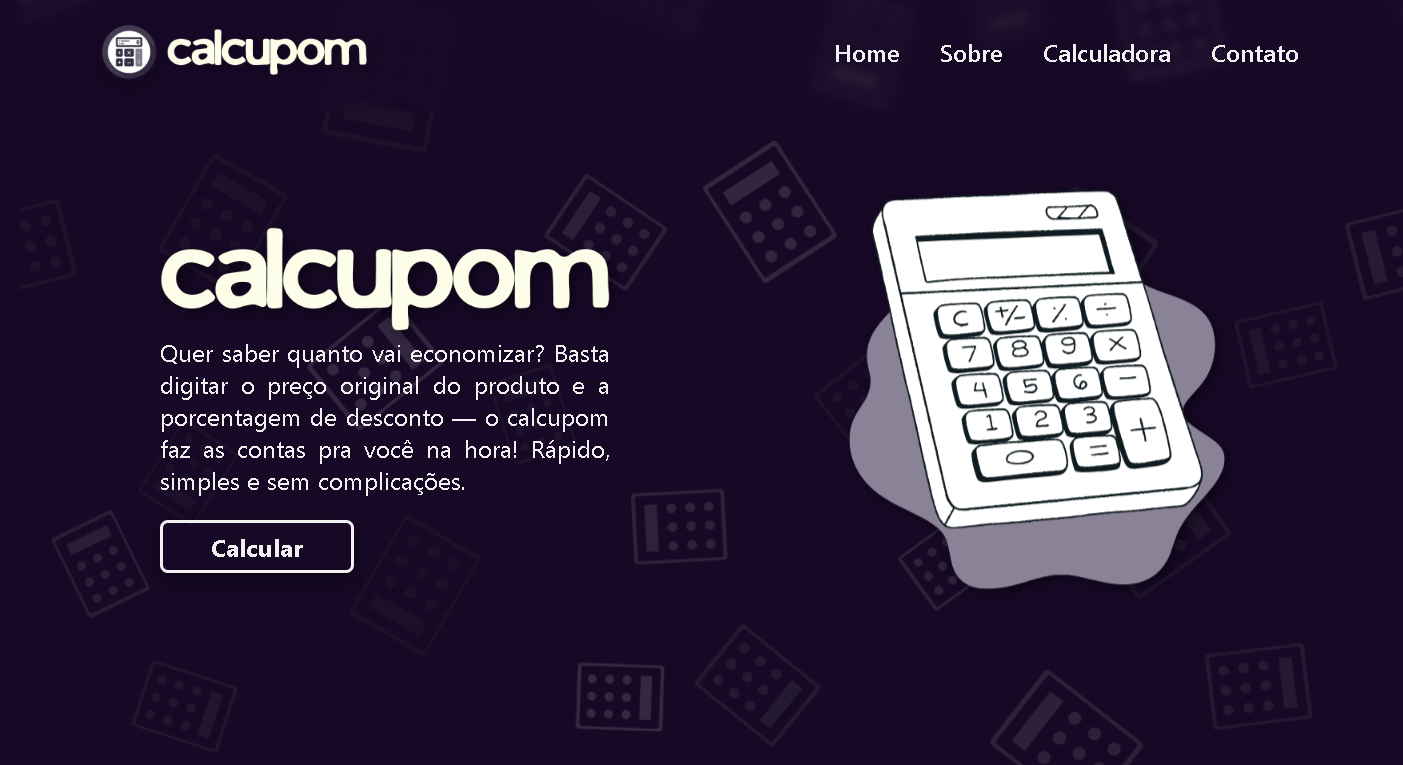 calcupom
Home Sobre Calculadora Contato
calcupom
Quer saber quanto vai economizar? Basta
digitar o preço original do produto e a
porcentagem de desconto — o calcupom
faz as contas pra você na hora! Rápido,
simples e sem complicações.
Calcular
C +/- % ÷
7 8 9 ×
4 5 6 −
1 2 3 +
0 =